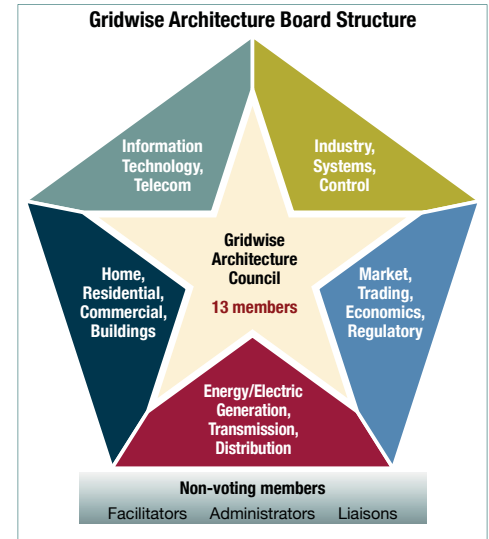 Gridwise Architecture Board Structure
Information
Technology,
Telecom
Industry,
Systems,
Control
Gridwise
Architecture
Council
13 members
Home,
Residential,
Commercial,
Buildings
Market,
Trading,
Economics,
Regulatory
Energy/Electric
Generation,
Transmission,
Distribution
Non-voting members
Facilitators Administrators Liaisons